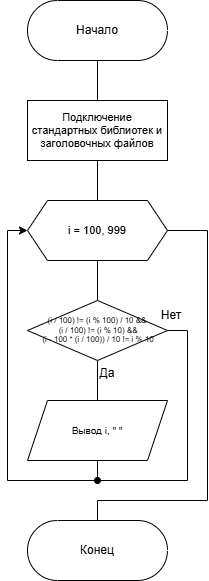 Начало
Подключение
стандартных библиотек и
заголовочных файлов
i = 100, 999
(i / 100) != (i % 100) / 10 &&
(i / 100) != (i % 10) &&
(i - 100 * (i / 100)) / 10 != i % 10
Нет
Да
Вывод i, " "
Конец